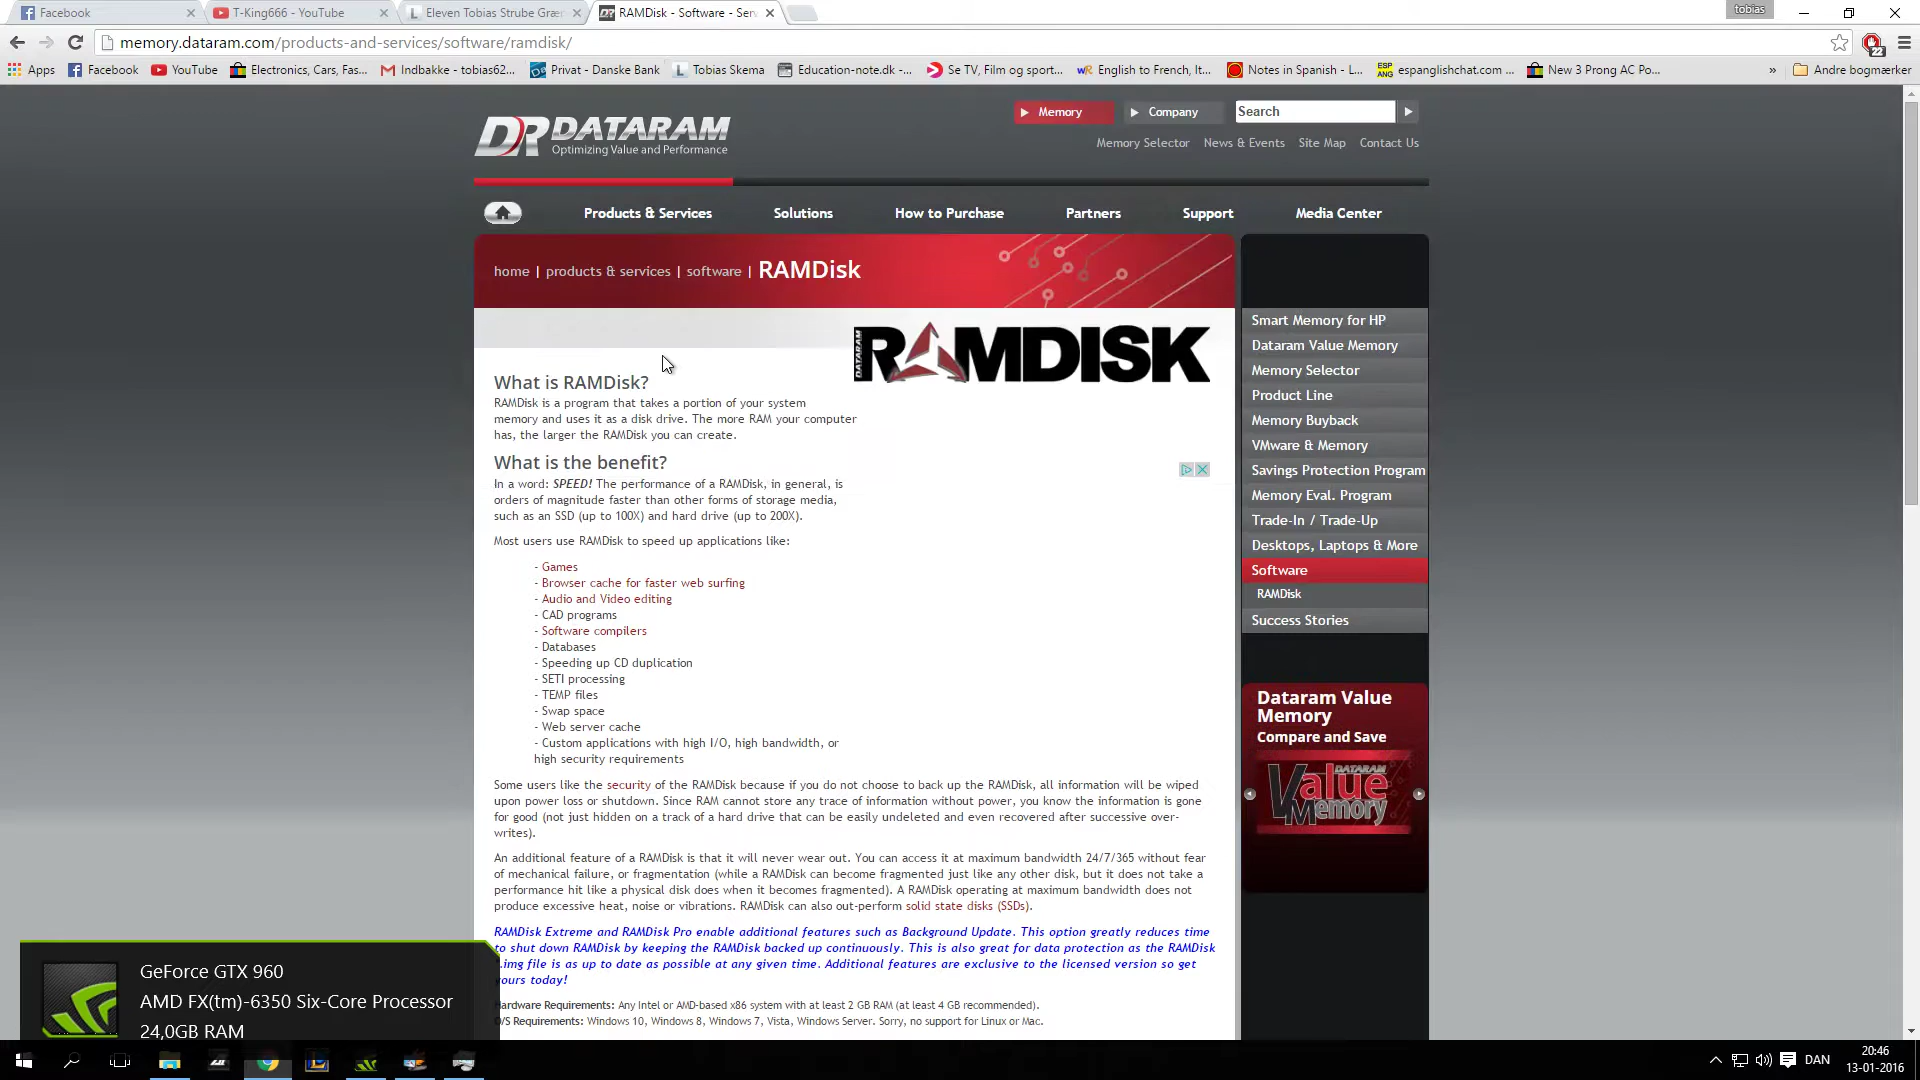 Facebook
T-King666 - YouTube
Eleven Tobias Strube Græn
RAMDisk - Software - Serv
tobias
memory.dataram.com/products-and-services/software/ramdisk/
22
Apps
Facebook
YouTube
Electronics, Cars, Fas...
Indbakke - tobias62...
Privat - Danske Bank
Tobias Skema
Education-note.dk -...
Se TV, Film og sport...
English to French, It...
Notes in Spanish - L...
espanglishchat.com ...
New 3 Prong AC Po...
»
Andre bogmærker
DR DATARAM
Optimizing Value and Performance
Memory
Company
Search
Memory Selector
News & Events
Site Map
Contact Us
Products & Services
Solutions
How to Purchase
Partners
Support
Media Center
home | products & services | software | RAMDisk
DATARAM RAMDISK
What is RAMDisk?
RAMDisk is a program that takes a portion of your system
memory and uses it as a disk drive. The more RAM your computer
has, the larger the RAMDisk you can create.
What is the benefit?
In a word: SPEED! The performance of a RAMDisk, in general, is
orders of magnitude faster than other forms of storage media,
such as an SSD (up to 100X) and hard drive (up to 200X).
Most users use RAMDisk to speed up applications like:
- Games
- Browser cache for faster web surfing
- Audio and Video editing
- CAD programs
- Software compilers
- Databases
- Speeding up CD duplication
- SETI processing
- TEMP files
- Swap space
- Web server cache
- Custom applications with high I/O, high bandwidth, or
high security requirements
Some users like the security of the RAMDisk because if you do not choose to back up the RAMDisk, all information will be wiped
upon power loss or shutdown. Since RAM cannot store any trace of information without power, you know the information is gone
for good (not just hidden on a track of a hard drive that can be easily undeleted and even recovered after successive over-
writes).
An additional feature of a RAMDisk is that it will never wear out. You can access it at maximum bandwidth 24/7/365 without fear
of mechanical failure, or fragmentation (while a RAMDisk can become fragmented just like any other disk, but it does not take a
performance hit like a physical disk does when it becomes fragmented). A RAMDisk operating at maximum bandwidth does not
produce excessive heat, noise or vibrations. RAMDisk can also out-perform solid state disks (SSDs).
RAMDisk Extreme and RAMDisk Pro enable additional features such as Background Update. This option greatly reduces time
to shut down RAMDisk by keeping the RAMDisk backed up continuously. This is also great for data protection as the RAMDisk
.img file is as up to date as possible at any given time. Additional features are exclusive to the licensed version so get
yours today!
Hardware Requirements: Any Intel or AMD-based x86 system with at least 2 GB RAM (at least 4 GB recommended).
O/S Requirements: Windows 10, Windows 8, Windows 7, Vista, Windows Server. Sorry, no support for Linux or Mac.
Smart Memory for HP
Dataram Value Memory
Memory Selector
Product Line
Memory Buyback
VMware & Memory
Savings Protection Program
Memory Eval. Program
Trade-In / Trade-Up
Desktops, Laptops & More
Software
RAMDisk
Success Stories
Dataram Value
Memory
Compare and Save
DATARAM
Value
Memory
GeForce GTX 960
AMD FX(tm)-6350 Six-Core Processor
24,0GB RAM
DAN
20:46
13-01-2016